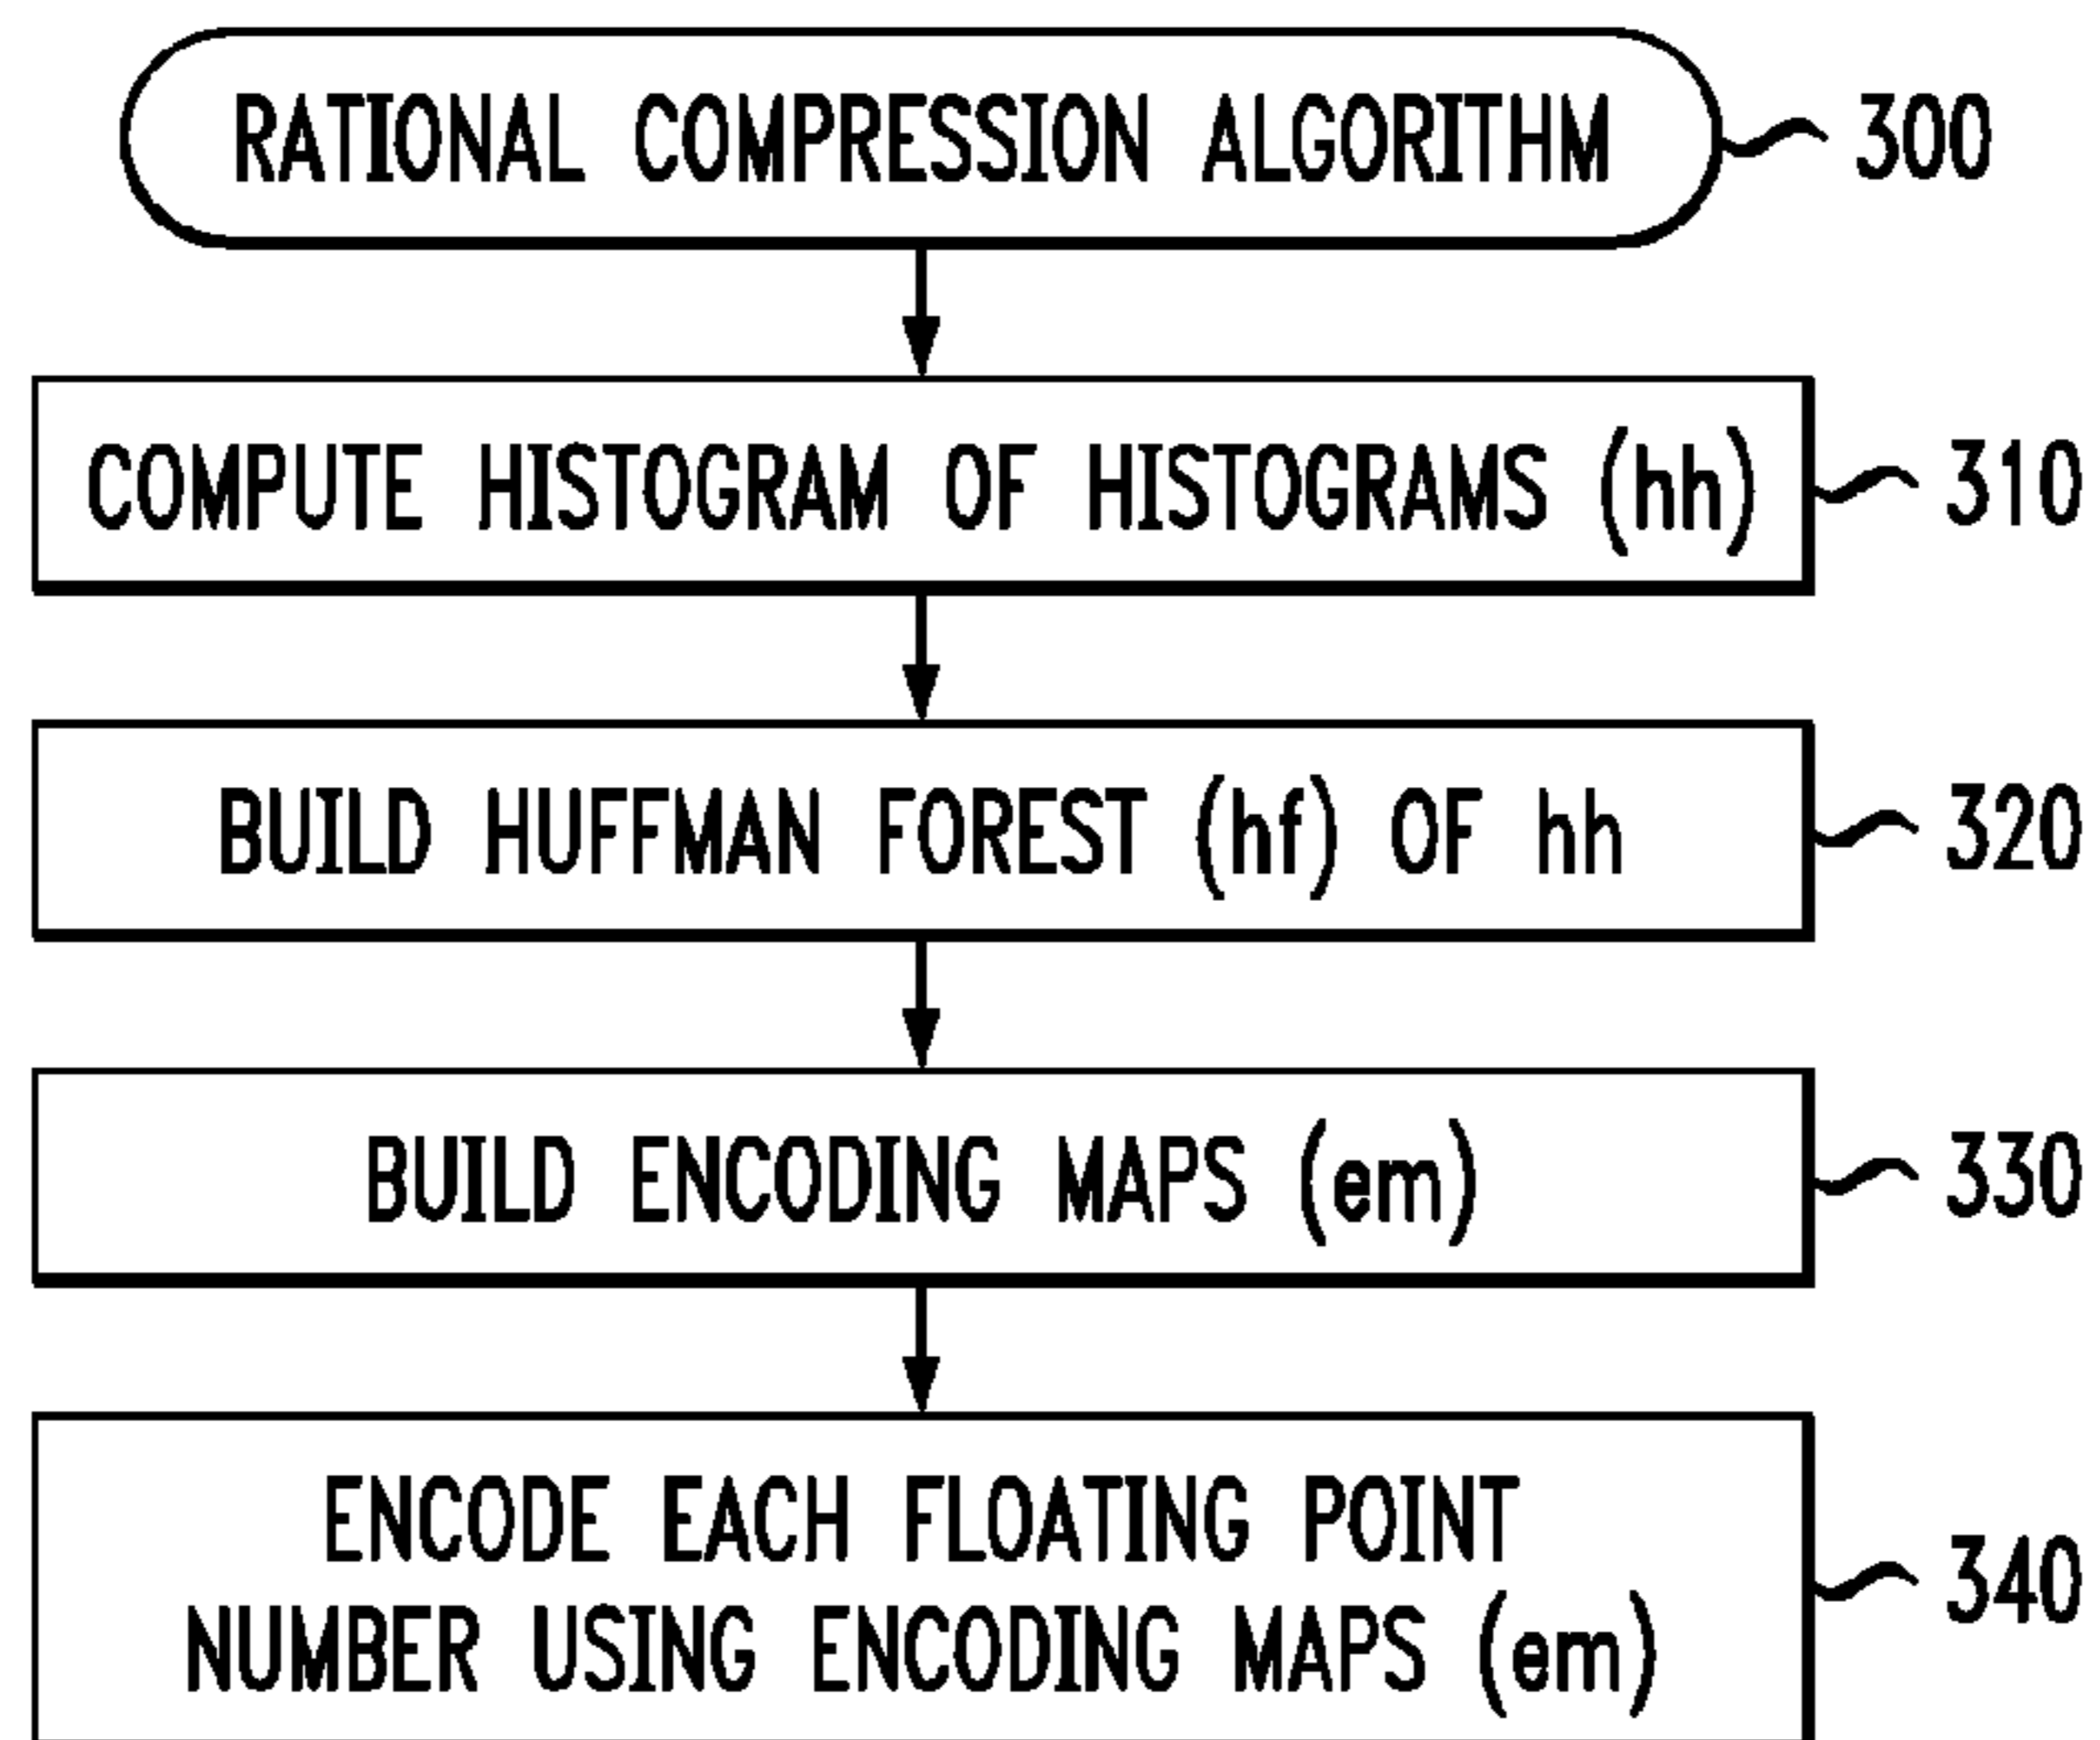 RATIONAL COMPRESSION ALGORITHM 300
COMPUTE HISTOGRAM OF HISTOGRAMS (hh) 310
BUILD HUFFMAN FOREST (hf) OF hh 320
BUILD ENCODING MAPS (em) 330
ENCODE EACH FLOATING POINT
NUMBER USING ENCODING MAPS (em)
340